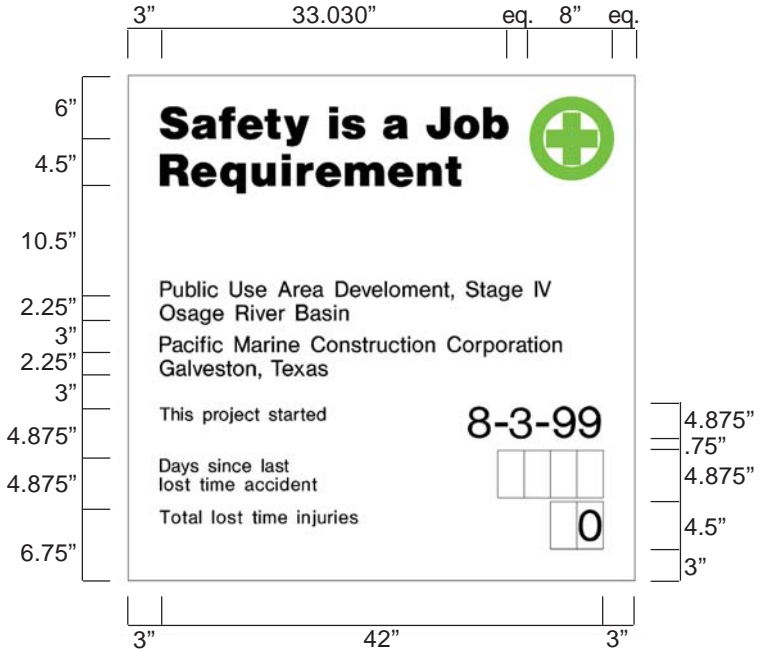 3” 33.030” eq. 8” eq.
6”
4.5”
10.5”
2.25”
3”
2.25”
3”
4.875”
4.875”
6.75”
Safety is a Job
Requirement
Public Use Area Develoment, Stage IV
Osage River Basin
Pacific Marine Construction Corporation
Galveston, Texas
This project started 8-3-99
Days since last
lost time accident
Total lost time injuries 0
4.875”
.75”
4.875”
4.5”
3”
3” 42” 3”